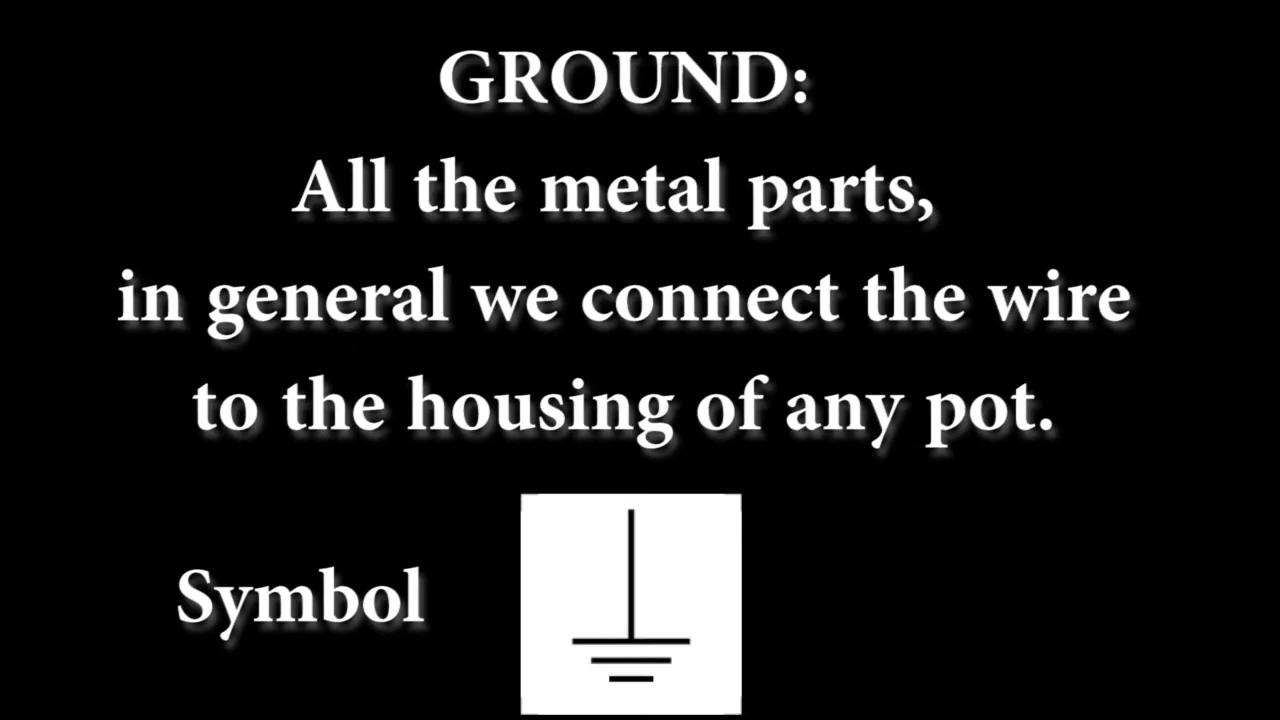 GROUND:
All the metal parts,
in general we connect the wire
to the housing of any pot.
Symbol